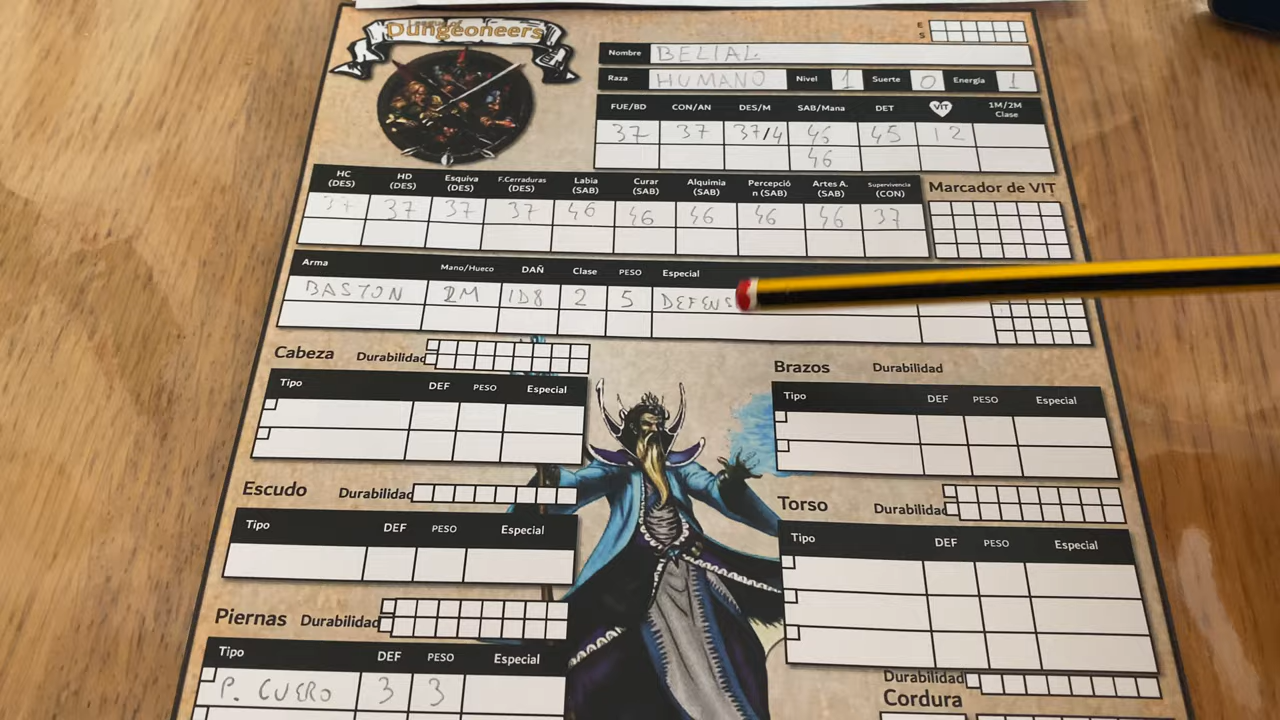 League of
Dungeoneers
E
S
Nombre BELIAL
Raza HUMANO Nivel 1 Suerte 0 Energia 1
FUE/BD CON/AN DES/M SAB/Mana DET VIT 1M/2M Clase
37 37 37/4 46 45 12
46
HC (DES) HD (DES) Esquiva (DES) F.Cerraduras (DES) Labia (SAB) Curar (SAB) Alquimia (SAB) Percepción (SAB) Artes A. (SAB) Supervivencia (CON) Marcador de VIT
37 37 37 37 46 46 46 46 46 37
Arma Mano/Hueco DAÑ Clase PESO Especial
BASTON 2M 1D8 2 5 DEFENS
Cabeza Durabilidad
Tipo DEF PESO Especial
Brazos Durabilidad
Tipo DEF PESO Especial
Escudo Durabilidad
Tipo DEF PESO Especial
Torso Durabilidad
Tipo DEF PESO Especial
Piernas Durabilidad
Tipo DEF PESO Especial
P. CUERO 3 3
Durabilidad
Cordura